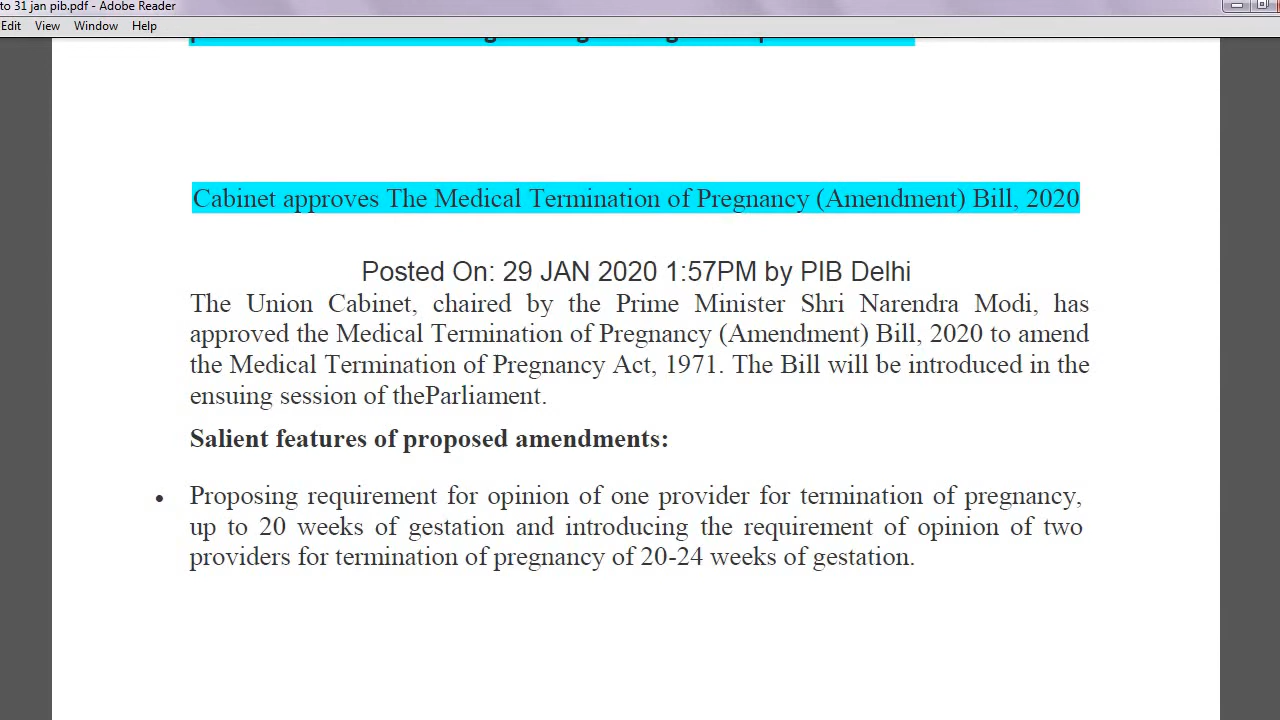 to 31 jan pib.pdf - Adobe Reader
Edit View Window Help
Cabinet approves The Medical Termination of Pregnancy (Amendment) Bill, 2020
Posted On: 29 JAN 2020 1:57PM by PIB Delhi
The Union Cabinet, chaired by the Prime Minister Shri Narendra Modi, has
approved the Medical Termination of Pregnancy (Amendment) Bill, 2020 to amend
the Medical Termination of Pregnancy Act, 1971. The Bill will be introduced in the
ensuing session of theParliament.
Salient features of proposed amendments:
• Proposing requirement for opinion of one provider for termination of pregnancy,
up to 20 weeks of gestation and introducing the requirement of opinion of two
providers for termination of pregnancy of 20-24 weeks of gestation.